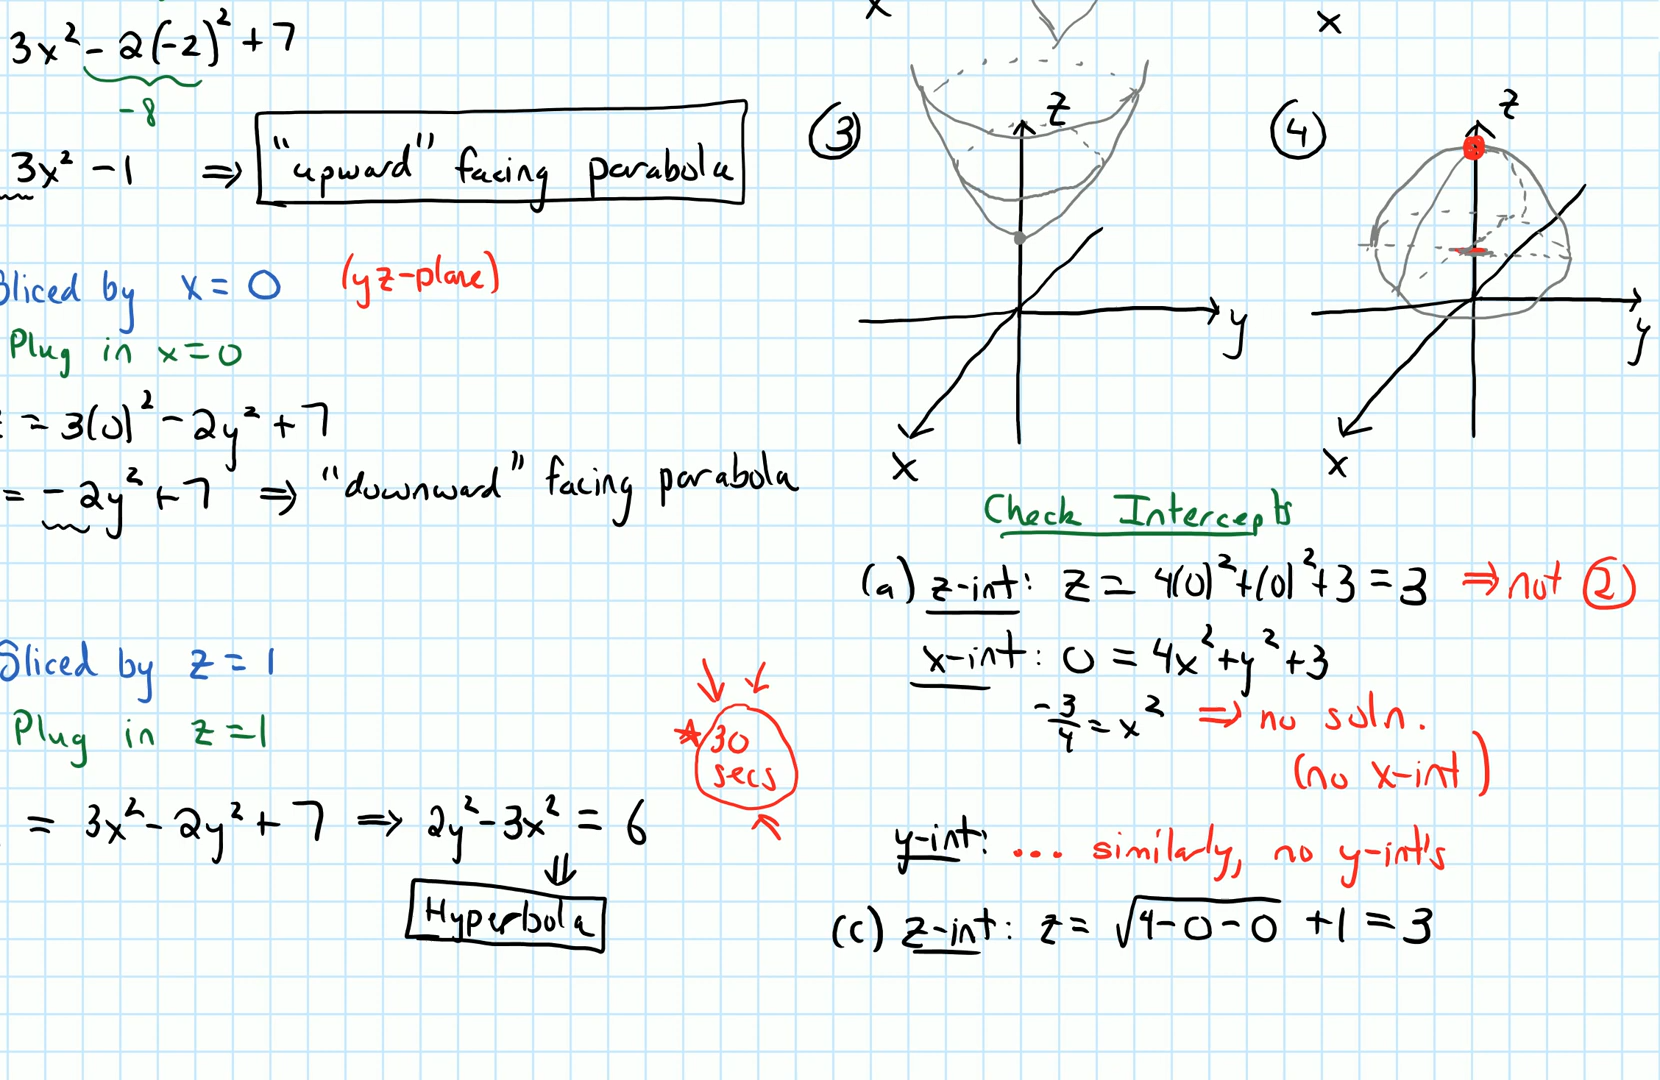 3x² - 2(-2)² + 7
-8
3x² - 1 ⇒ "upward" facing parabola
Sliced by x = 0 (yz-plane)
Plug in x = 0
= 3(0)² - 2y² + 7
= -2y² + 7 ⇒ "downward" facing parabola
Sliced by z = 1
Plug in z = 1
= 3x² - 2y² + 7 ⇒ 2y² - 3x² = 6
⇓
Hyperbola
30
secs
x
x
③
z
y
x
④
z
y
x
Check Intercepts
(a) z-int: z = 4(0)² + (0)² + 3 = 3 ⇒ not ②
x-int: 0 = 4x² + y² + 3
-3/4 = x² ⇒ no soln.
(no x-int)
y-int: ... similarly, no y-int's
(c) z-int: z = √(4-0-0) + 1 = 3